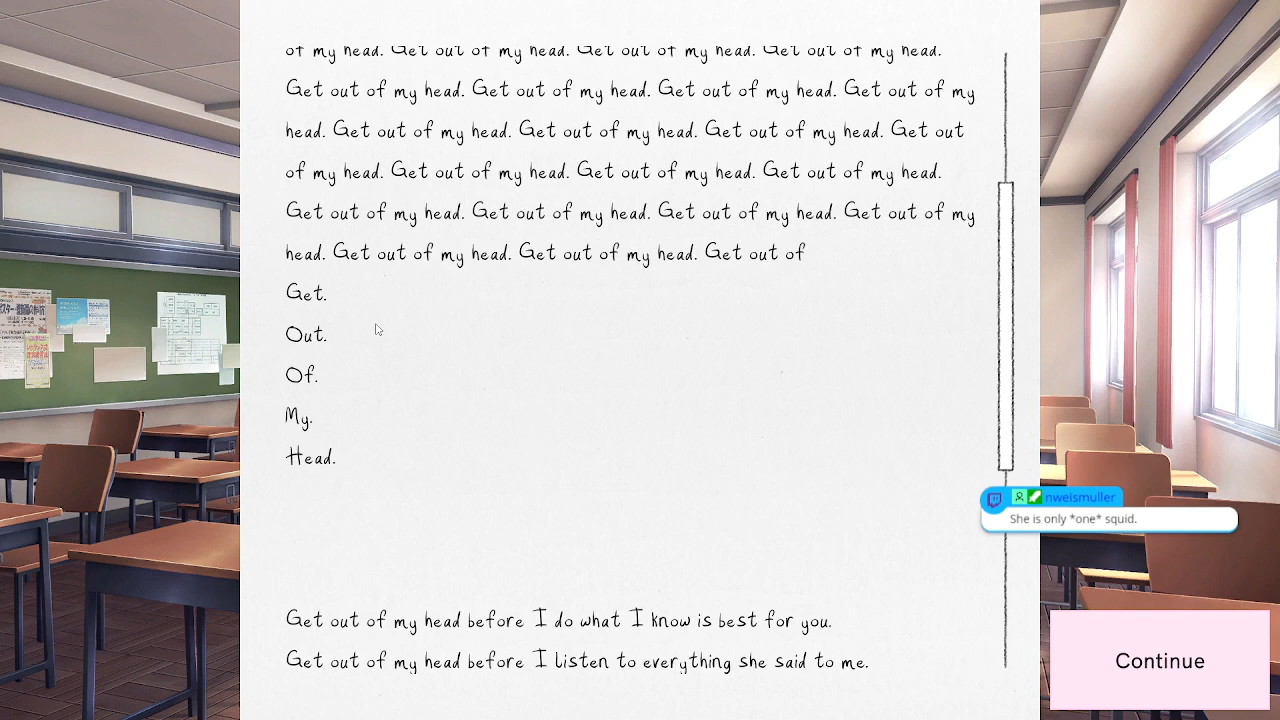 of my head. Get out of my head. Get out of my head. Get out of my head.
Get out of my head. Get out of my head. Get out of my head. Get out of my
head. Get out of my head. Get out of my head. Get out of my head. Get out
of my head. Get out of my head. Get out of my head. Get out of my head.
Get out of my head. Get out of my head. Get out of my head. Get out of my
head. Get out of my head. Get out of my head. Get out of
Get.
Out.
Of.
My.
Head.
nweismuller
She is only *one* squid.
Get out of my head before I do what I know is best for you.
Get out of my head before I listen to everything she said to me.
Continue